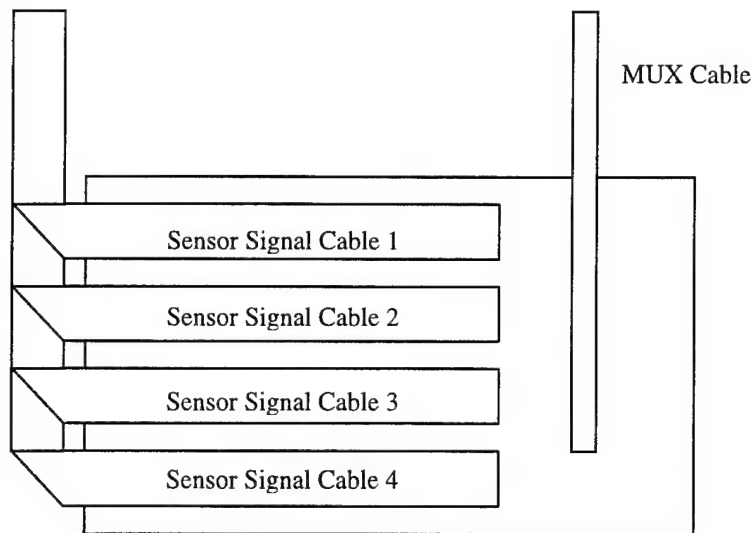 MUX Cable
Sensor Signal Cable 1
Sensor Signal Cable 2
Sensor Signal Cable 3
Sensor Signal Cable 4